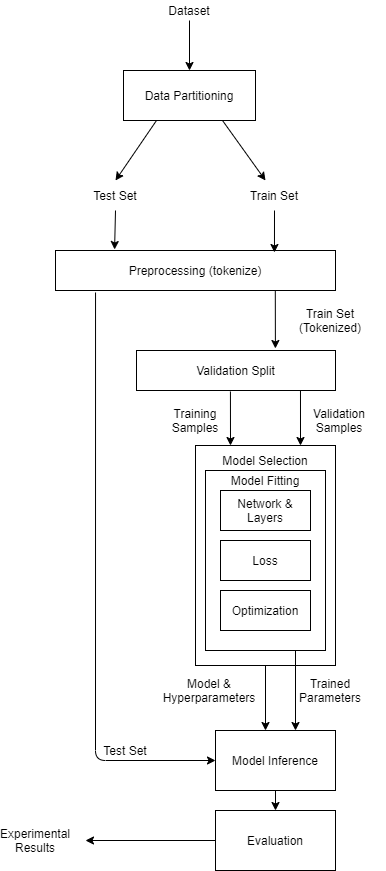 Dataset
Data Partitioning
Test Set
Train Set
Preprocessing (tokenize)
Train Set
(Tokenized)
Validation Split
Training
Samples
Validation
Samples
Model Selection
Model Fitting
Network &
Layers
Loss
Optimization
Model &
Hyperparameters
Trained
Parameters
Test Set
Model Inference
Evaluation
Experimental
Results